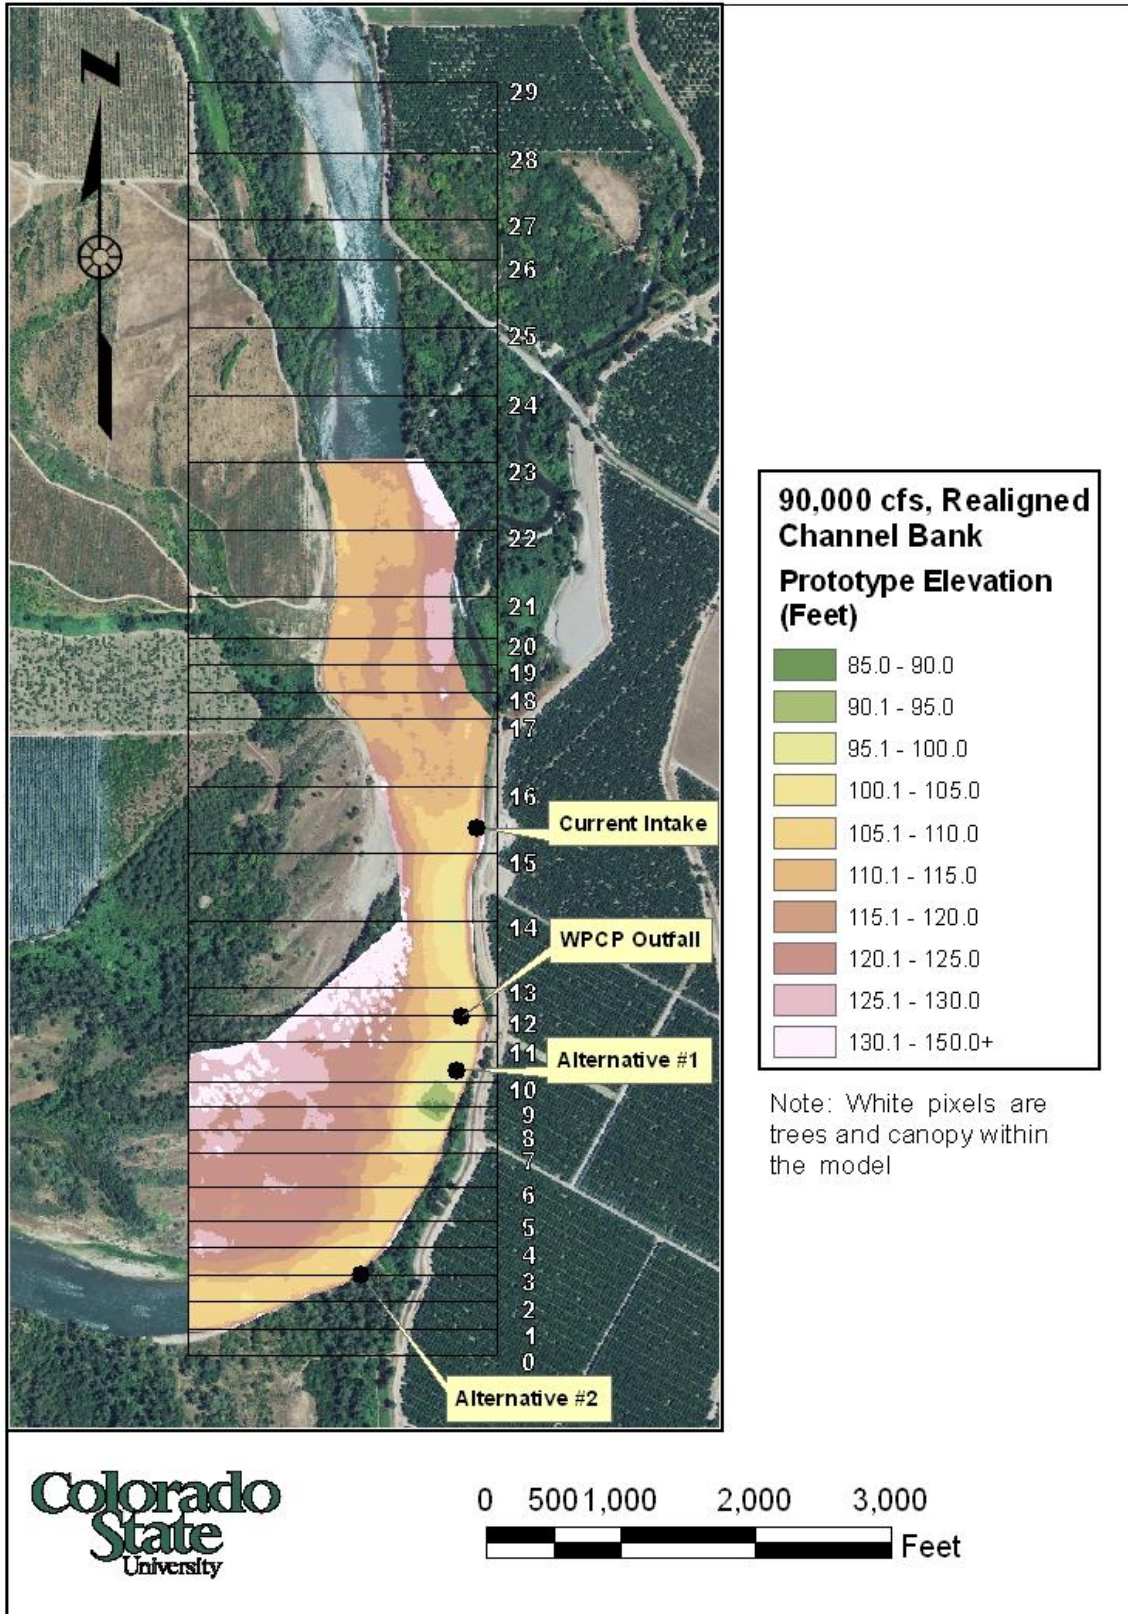 N
29
28
27
26
25
24
23
22
21
20
19
18
17
16
Current Intake
15
14
WPCP Outfall
13
12
11
Alternative #1
10
9
8
7
6
5
4
3
2
1
0
Alternative #2
90,000 cfs, Realigned
Channel Bank
Prototype Elevation
(Feet)
85.0 - 90.0
90.1 - 95.0
95.1 - 100.0
100.1 - 105.0
105.1 - 110.0
110.1 - 115.0
115.1 - 120.0
120.1 - 125.0
125.1 - 130.0
130.1 - 150.0+
Note: White pixels are
trees and canopy within
the model
Colorado
State
University
0 500 1,000 2,000 3,000
Feet